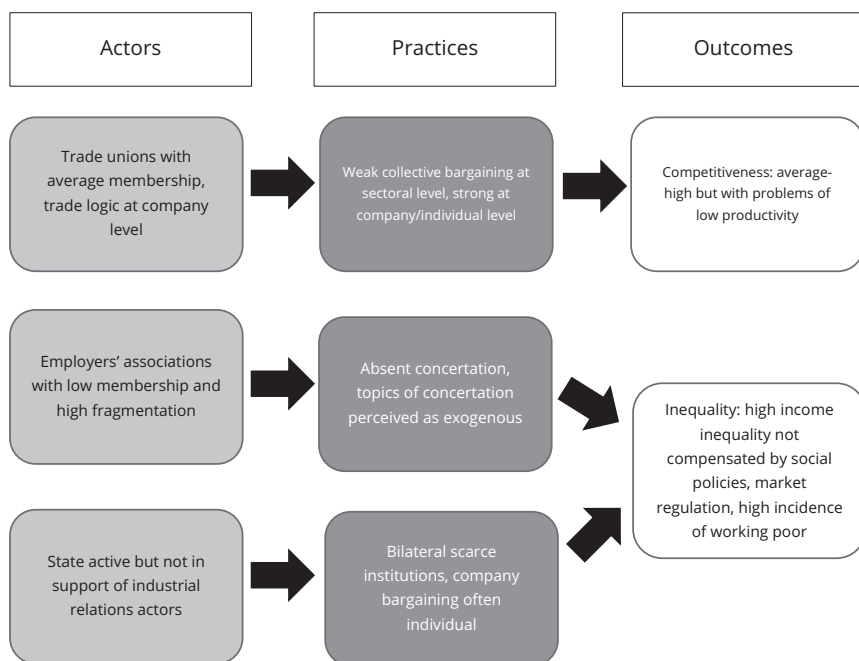 Actors
Practices
Outcomes
Trade unions with
average membership,
trade logic at company
level
Weak collective bargaining at
sectoral level, strong at
company/individual level
Competitiveness: average-
high but with problems of
low productivity
Employers’ associations
with low membership and
high fragmentation
Absent concertation,
topics of concertation
perceived as exogenous
Inequality: high income
inequality not
compensated by social
policies, market
regulation, high incidence
of working poor
State active but not in
support of industrial
relations actors
Bilateral scarce
institutions, company
bargaining often
individual